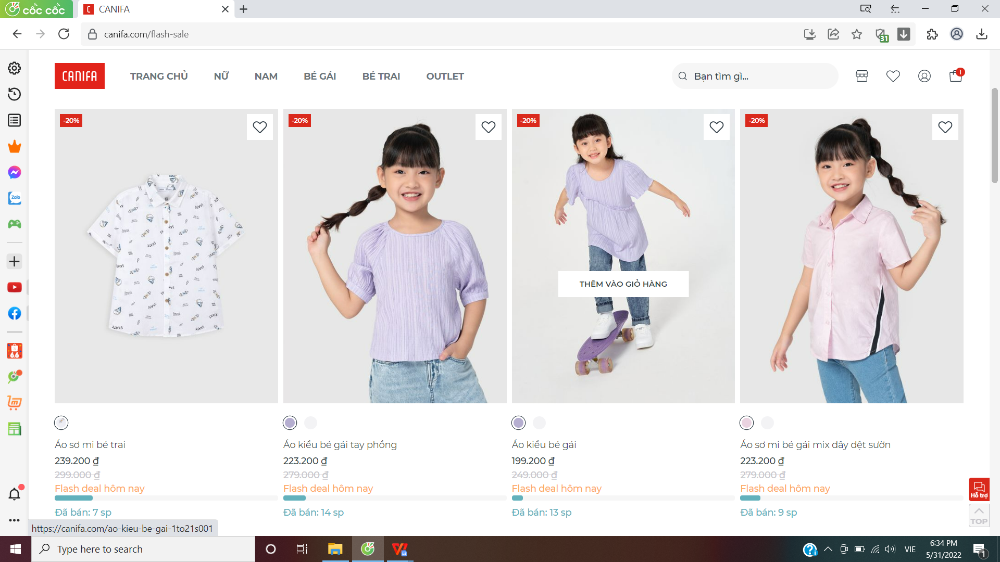 cốc cốc
CANIFA
canifa.com/flash-sale
31
CANIFA
TRANG CHỦ
NỮ
NAM
BÉ GÁI
BÉ TRAI
OUTLET
Bạn tìm gì...
1
Zalo
-20%
-20%
-20%
-20%
THÊM VÀO GIỎ HÀNG
Áo sơ mi bé trai
239.200 ₫
299.000 ₫
Flash deal hôm nay
Đã bán: 7 sp
Áo kiểu bé gái tay phồng
223.200 ₫
279.000 ₫
Flash deal hôm nay
Đã bán: 14 sp
Áo kiểu bé gái
199.200 ₫
249.000 ₫
Flash deal hôm nay
Đã bán: 13 sp
Áo sơ mi bé gái mix dây dệt sườn
223.200 ₫
279.000 ₫
Flash deal hôm nay
Đã bán: 9 sp
Hỗ trợ
TOP
https://canifa.com/ao-kieu-be-gai-1to21s001
Type here to search
VIE
6:34 PM
5/31/2022
1